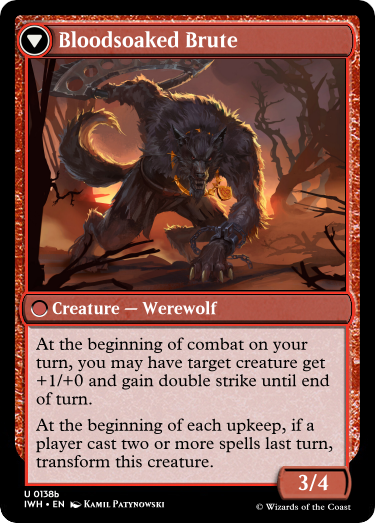 Bloodsoaked Brute
Creature — Werewolf
At the beginning of combat on your
turn, you may have target creature get
+1/+0 and gain double strike until end
of turn.
At the beginning of each upkeep, if a
player cast two or more spells last turn,
transform this creature.
3/4
U 0138b
IWH • EN Kamil Patynowski
© Wizards of the Coast